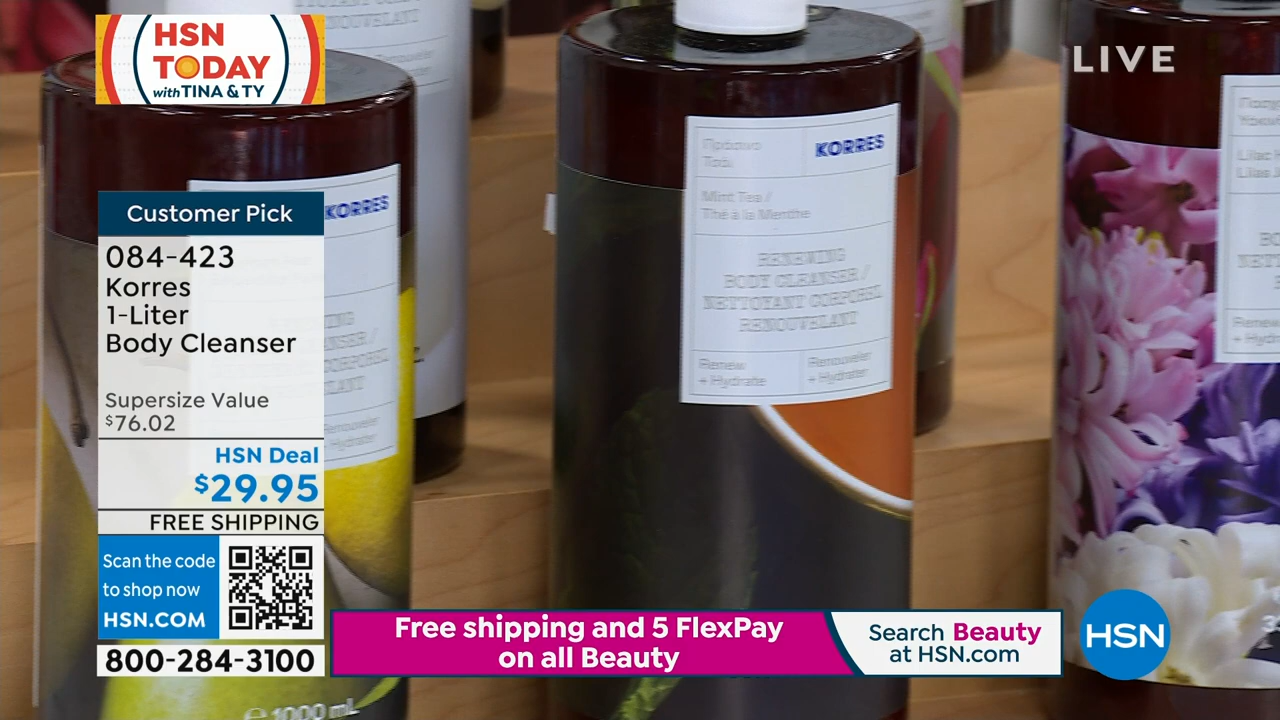 HSN
TODAY
with TINA & TY
LIVE
Customer Pick
084-423
Korres
1-Liter
Body Cleanser
Supersize Value
$76.02
HSN Deal
$29.95
FREE SHIPPING
Scan the code
to shop now
HSN.COM
800-284-3100
KORRES
1000 mL
Πράσινο
Τσάι
KORRES
Mint Tea /
Thé à la Menthe
RENEWING
BODY CLEANSER /
NETTOYANT CORPOREL
RENOUVELANT
Renew
+ Hydrate
Renouveler
+ Hydrater
Free shipping and 5 FlexPay
on all Beauty
Search Beauty
at HSN.com
HSN